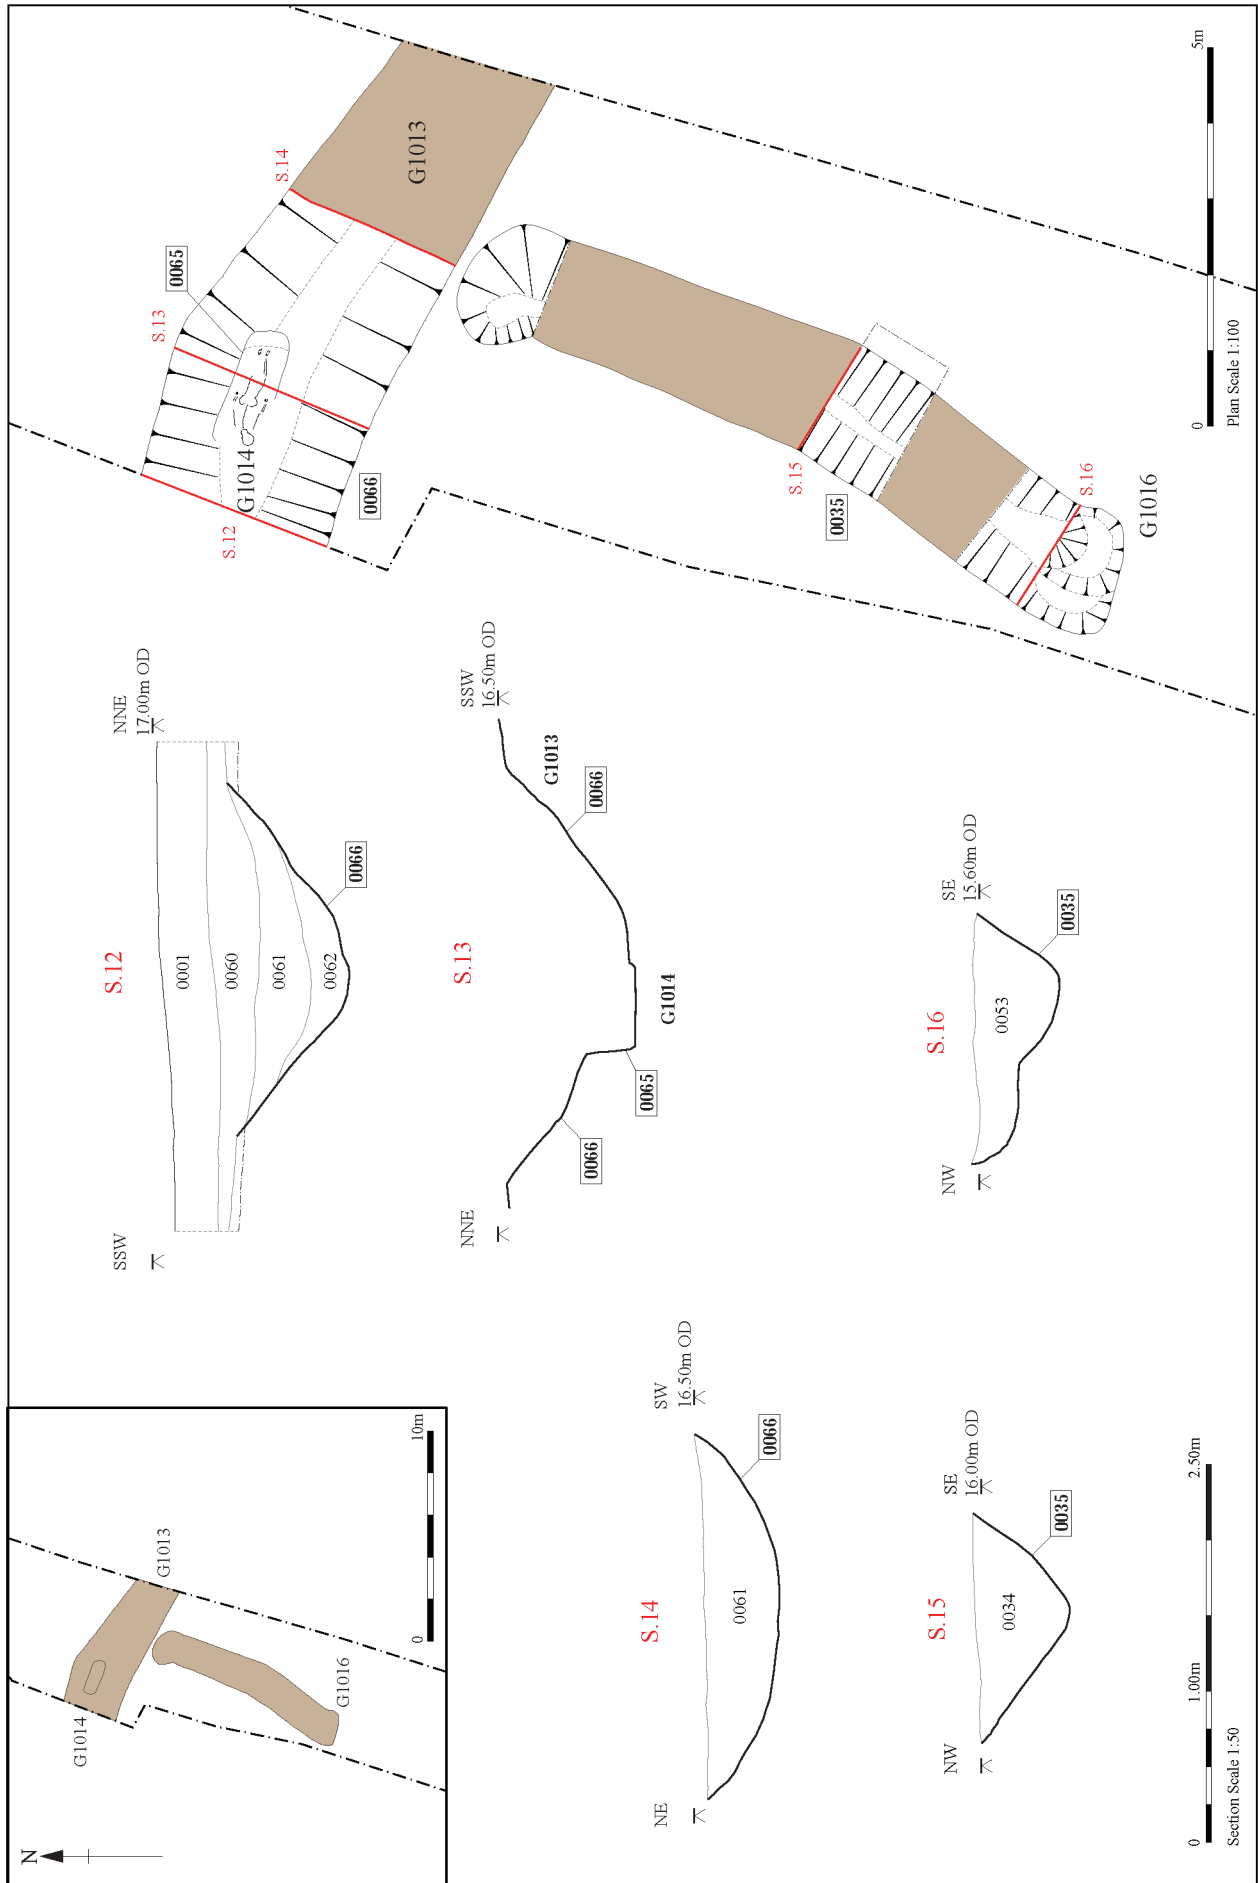 N
G1014
G1013
G1016
0
10m
S.12
SSW
NNE
17.00m OD
0001
0060
0061
0062
0066
S.13
NNE
SSW
16.50m OD
G1013
0066
0066
0065
G1014
S.14
NE
SW
16.50m OD
0061
0066
S.15
NW
SE
16.00m OD
0034
0035
S.16
NW
SE
15.60m OD
0053
0035
0
1.00m
2.50m
Section Scale 1:50
S.12
S.13
S.14
0065
G1014
0066
G1013
S.15
0035
S.16
G1016
0
5m
Plan Scale 1:100